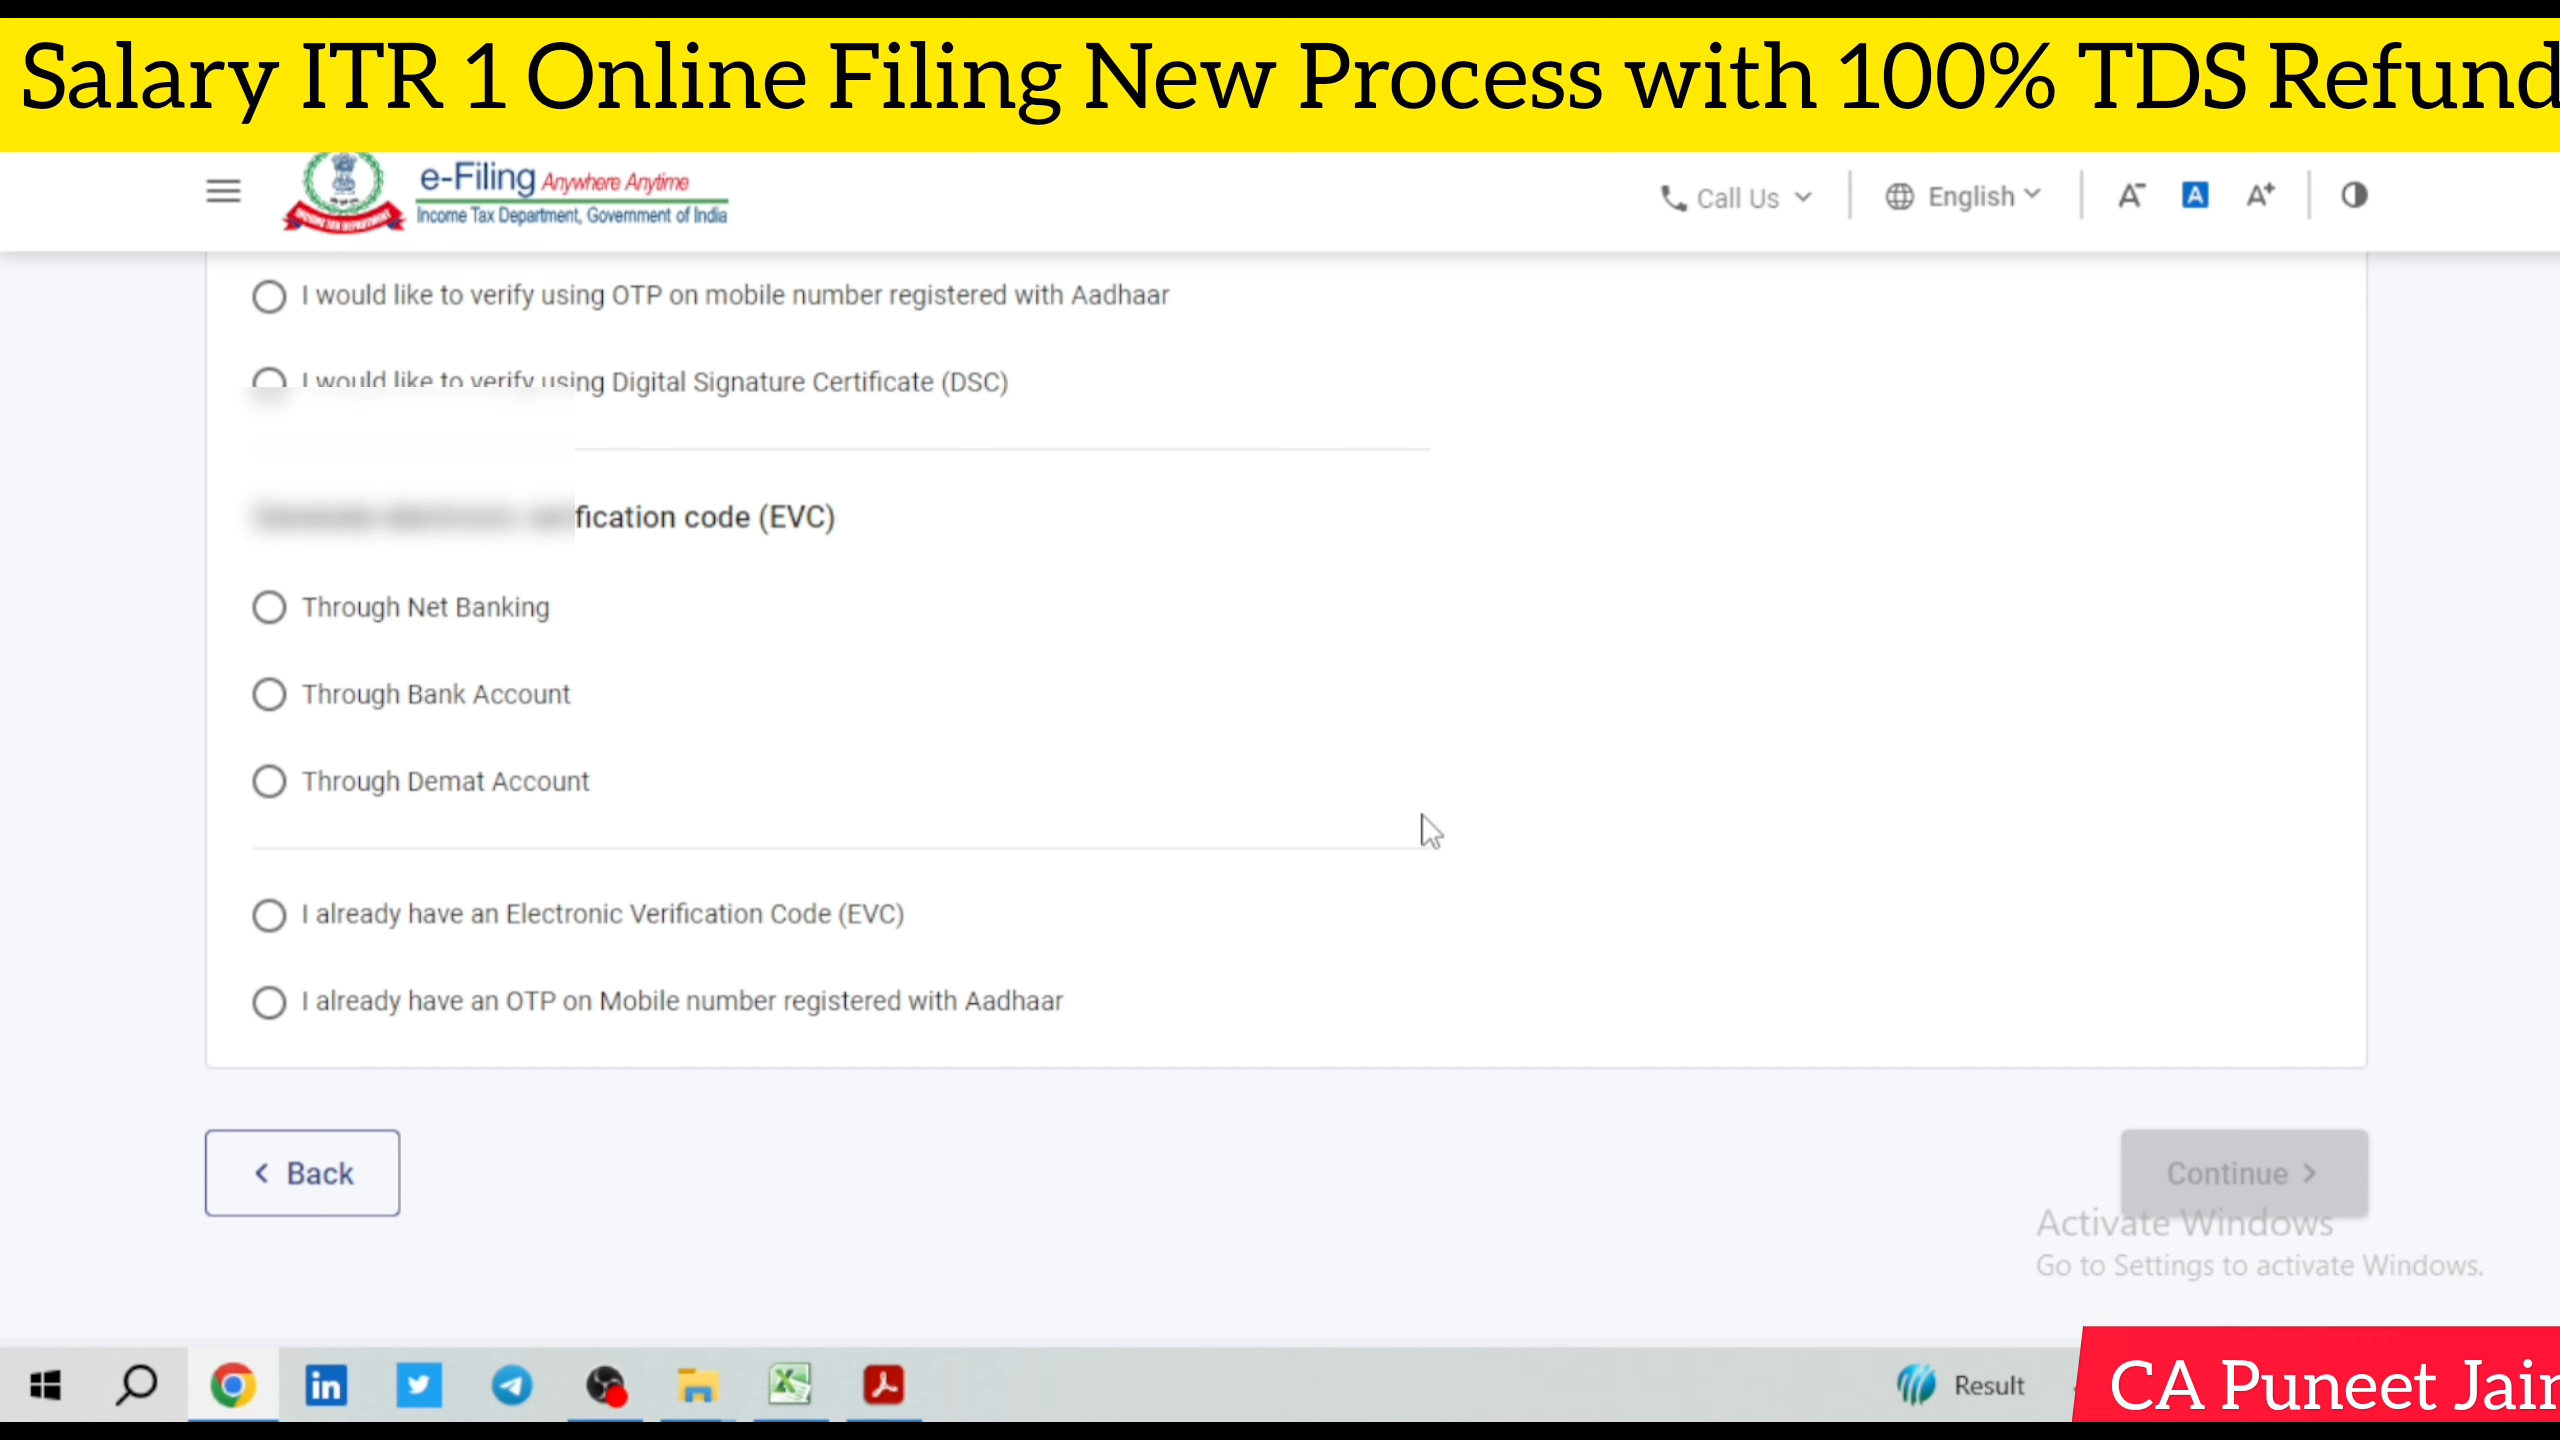 Salary ITR 1 Online Filing New Process with 100% TDS Refund
e-Filing Anywhere Anytime
Income Tax Department, Government of India
INCOME TAX DEPARTMENT
Call Us
English
A- A A+
I would like to verify using OTP on mobile number registered with Aadhaar
I would like to verify using Digital Signature Certificate (DSC)
fication code (EVC)
Through Net Banking
Through Bank Account
Through Demat Account
I already have an Electronic Verification Code (EVC)
I already have an OTP on Mobile number registered with Aadhaar
< Back
Continue >
Activate Windows
Go to Settings to activate Windows.
in
Result
CA Puneet Jain